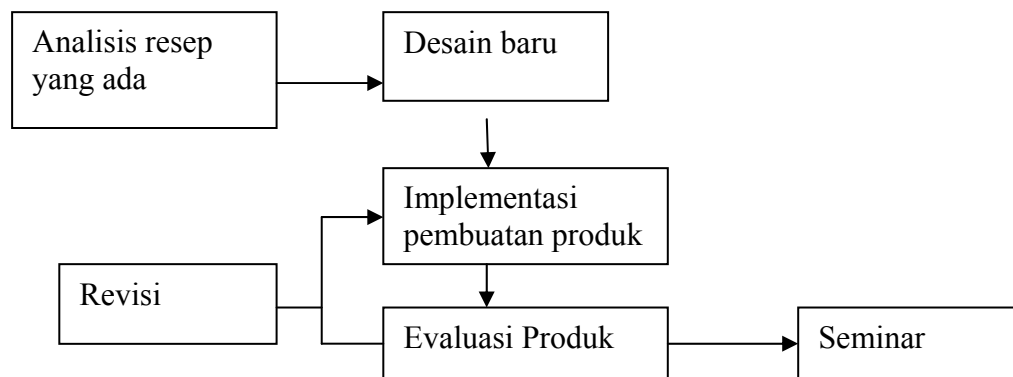 Analisis resep
yang ada
Desain baru
Implementasi
pembuatan produk
Revisi
Evaluasi Produk
Seminar